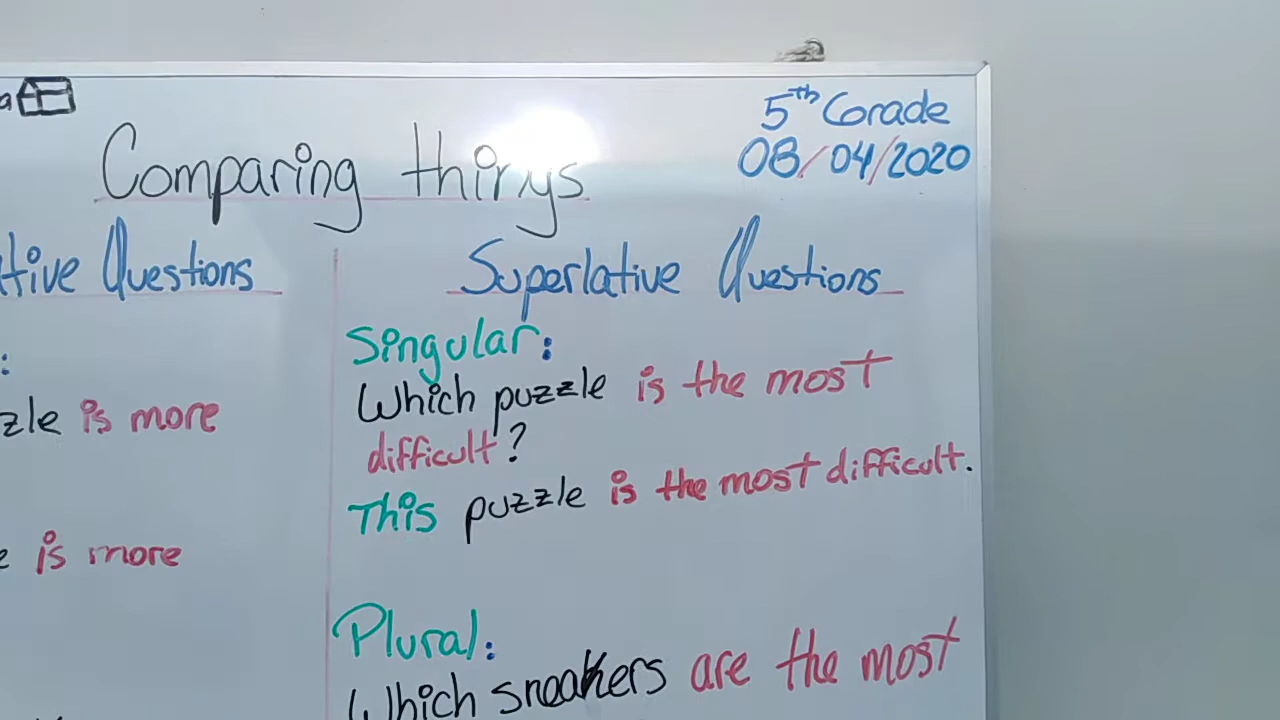 a
5th Grade
08/04/2020
Comparing things
tive Questions
:
zle is more
e is more
Superlative Questions
Singular:
Which puzzle is the most
difficult?
This puzzle is the most difficult.
Plural:
Which sneakers are the most